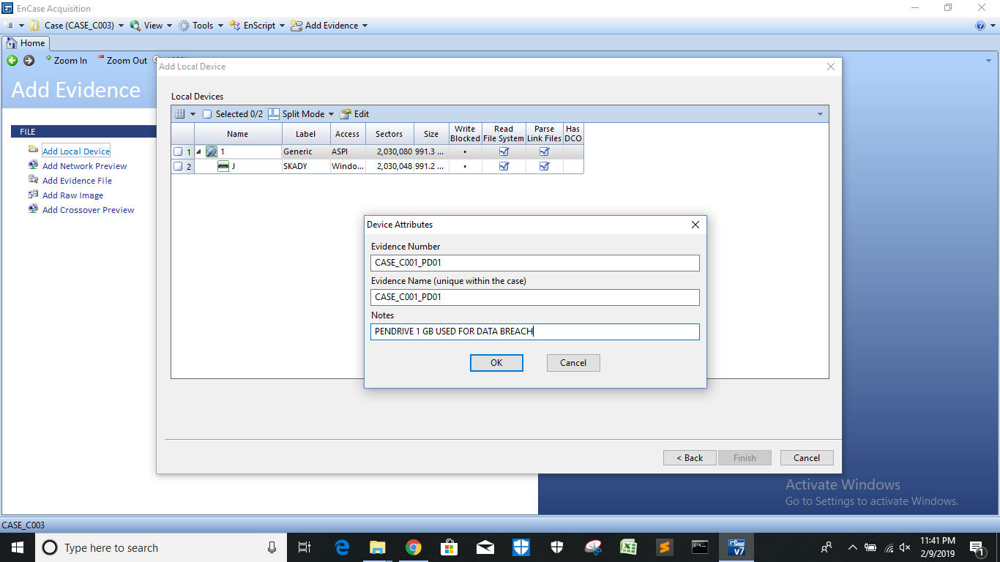 EnCase Acquisition
Case (CASE_C003) View Tools EnScript Add Evidence
Home
Zoom In Zoom Out
Add Evidence
FILE
Add Local Device
Add Network Preview
Add Evidence File
Add Raw Image
Add Crossover Preview
Add Local Device
Local Devices
Selected 0/2 Split Mode Edit
Name Label Access Sectors Size Write Blocked Read File System Parse Link Files Has DCO
1 1 Generic ASPI 2,030,080 991.3 ... • 
2 J SKADY Windo... 2,030,048 991.2 ... •
Device Attributes
Evidence Number
CASE_C001_PD01
Evidence Name (unique within the case)
CASE_C001_PD01
Notes
PENDRIVE 1 GB USED FOR DATA BREACH
OK Cancel
< Back Finish Cancel
Activate Windows
Go to Settings to activate Windows.
CASE_C003
Type here to search
v7
11:41 PM
2/9/2019
1